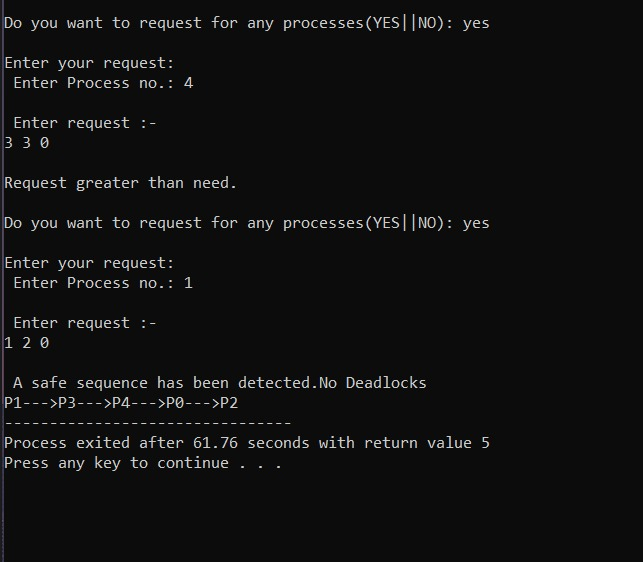 Do you want to request for any processes(YES||NO): yes
Enter your request:
Enter Process no.: 4
Enter request :-
3 3 0
Request greater than need.
Do you want to request for any processes(YES||NO): yes
Enter your request:
Enter Process no.: 1
Enter request :-
1 2 0
A safe sequence has been detected.No Deadlocks
P1--->P3--->P4--->P0--->P2
--------------------------------
Process exited after 61.76 seconds with return value 5
Press any key to continue . . .